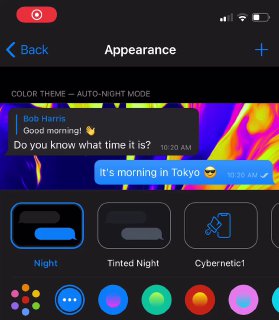 Back
Appearance
COLOR THEME — AUTO-NIGHT MODE
Bob Harris
Good morning! 👋
Do you know what time it is?
10:20 AM
It's morning in Tokyo 😎
10:20 AM
Night
Tinted Night
Cybernetic1